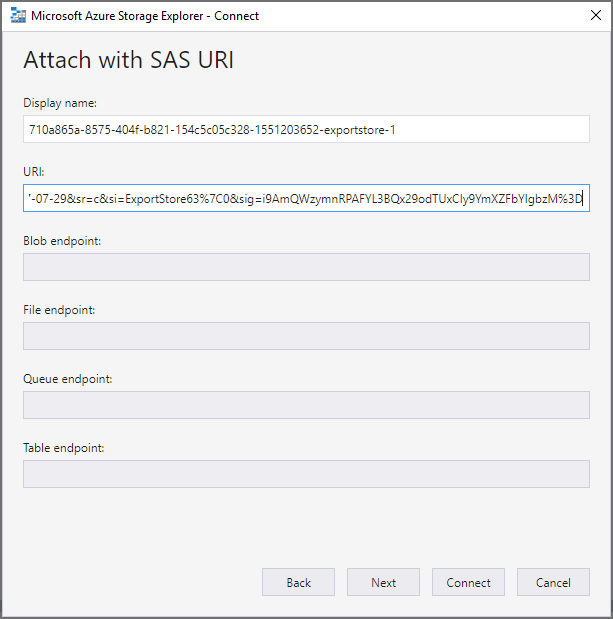 Microsoft Azure Storage Explorer - Connect
Attach with SAS URI
Display name:
710a865a-8575-404f-b821-154c5c05c328-1551203652-exportstore-1
URI:
'-07-29&sr=c&si=ExportStore63%7C0&sig=i9AmQWzymnRPAFYL3BQx29odTUxCIy9YmXZFbYIgbzM%3D
Blob endpoint:
File endpoint:
Queue endpoint:
Table endpoint:
Back Next Connect Cancel